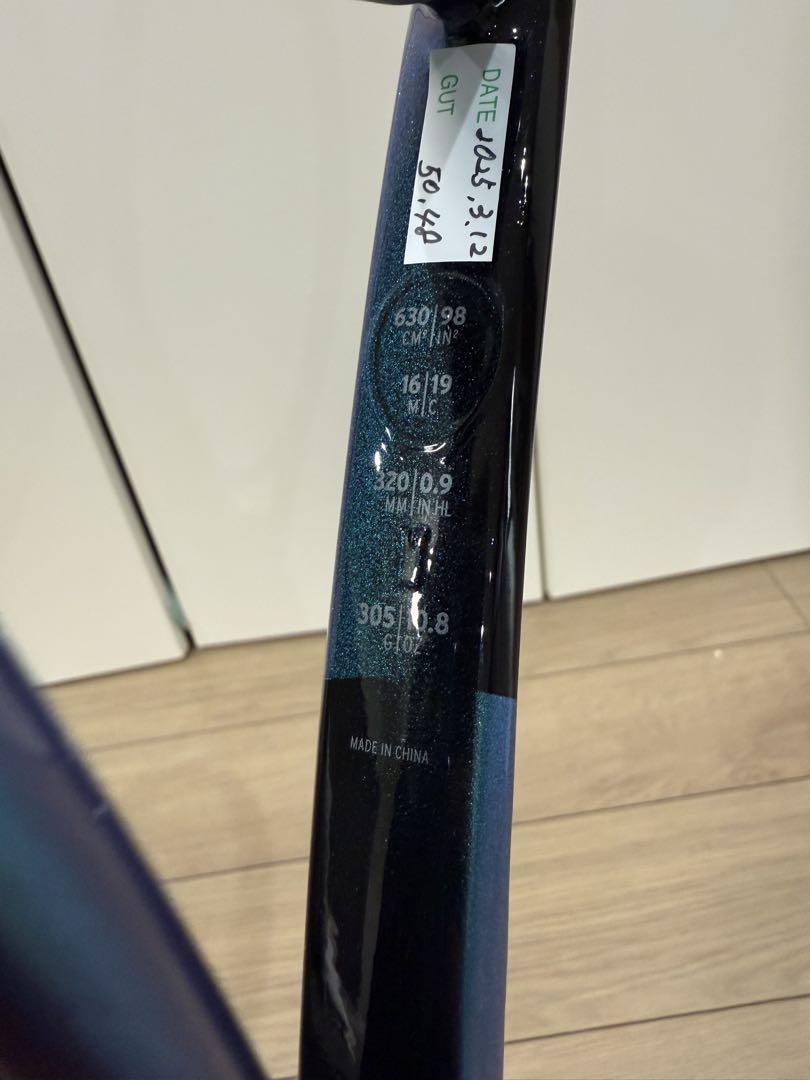 DATE 2025.3.12
GUT 50.48
630|98
CM²|IN²
16|19
M|C
320|0.9
MM|IN HL
305|10.8
G|OZ
MADE IN CHINA